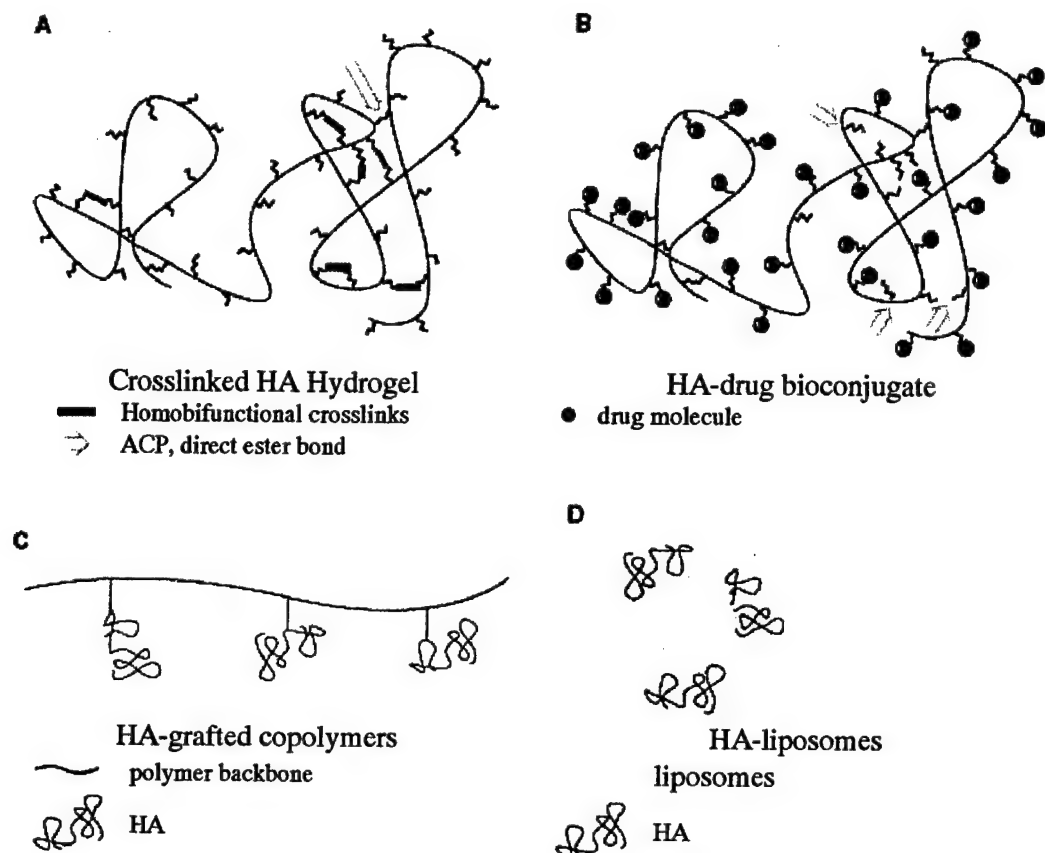 A
B
Crosslinked HA Hydrogel
Homobifunctional crosslinks
ACP, direct ester bond
HA-drug bioconjugate
drug molecule
C
D
HA-grafted copolymers
polymer backbone
HA
HA-liposomes
liposomes
HA